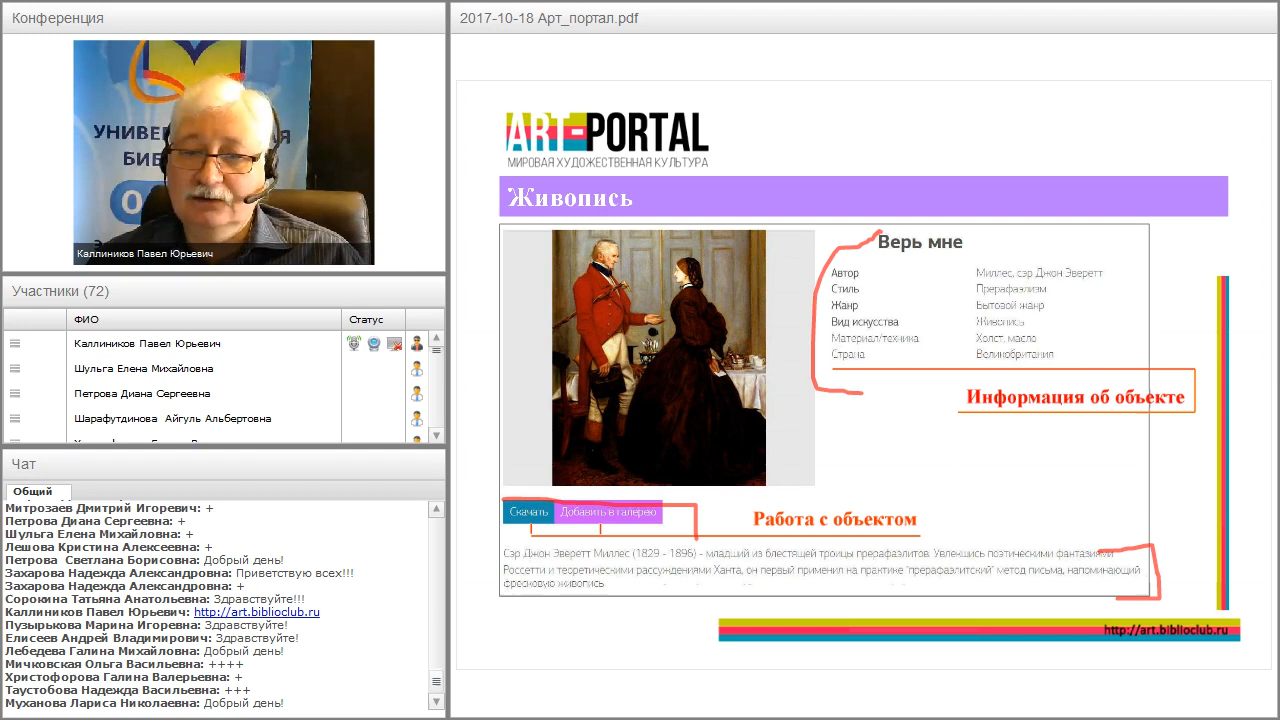 Конференция
УНИВЕР
АЯ
БИБ
О
Каллиников Павел Юрьевич
Участники (72)
ФИО
Статус
Каллиников Павел Юрьевич
Шульга Елена Михайловна
Петрова Диана Сергеевна
Шарафутдинова Айгуль Альбертовна
Чат
Общий
Митрозаев Дмитрий Игоревич: +
Петрова Диана Сергеевна: +
Шульга Елена Михайловна: +
Лешова Кристина Алексеевна: +
Петрова Светлана Борисовна: Добрый день!
Захарова Надежда Александровна: Приветствую всех!!!
Захарова Надежда Александровна: +
Сорокина Татьяна Анатольевна: Здравствуйте!!!
Каллиников Павел Юрьевич: http://art.biblioclub.ru
Пузырькова Марина Игоревна: Здравствуйте!
Елисеев Андрей Владимирович: Здравствуйте!
Лебедева Галина Михайловна: Добрый день!
Мичковская Ольга Васильевна: ++++
Христофорова Галина Валерьевна: +
Таустобова Надежда Васильевна: +++
Муханова Лариса Николаевна: Добрый день!
2017-10-18 Арт_портал.pdf
ART-PORTAL
МИРОВАЯ ХУДОЖЕСТВЕННАЯ КУЛЬТУРА
Живопись
Верь мне
Автор Миллес, сэр Джон Эверетт
Стиль Прерафаэлизм
Жанр Бытовой жанр
Вид искусства Живопись
Материал/техника Холст, масло
Страна Великобритания
Информация об объекте
Скачать Добавить в галерею
Работа с объектом
Сэр Джон Эверетт Миллес (1829 - 1896) - младший из блестящей троицы прерафаэлитов. Увлекшись поэтическими фантазиями
Россетти и теоретическими рассуждениями Ханта, он первый применил на практике "прерафаэлитский" метод письма, напоминающий
фресковую живопись
http://art.biblioclub.ru